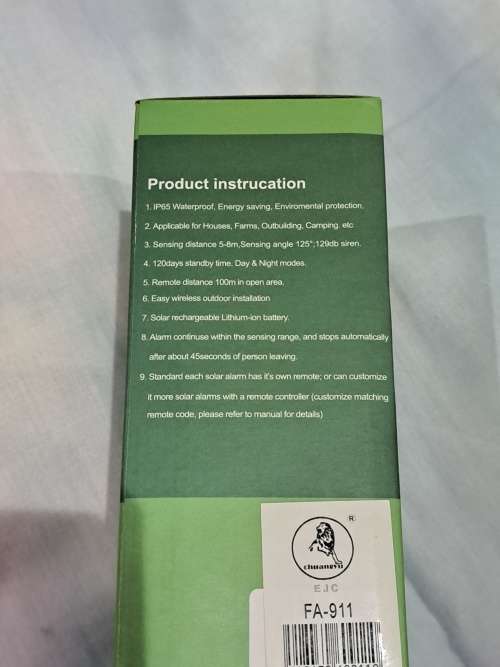 Product instrucation
1. IP65 Waterproof, Energy saving, Enviromental protection,
2. Applicable for Houses, Farms, Outbuilding, Camping. etc
3. Sensing distance 5-8m,Sensing angle 125°;129db siren.
4. 120days standby time. Day & Night modes.
5. Remote distance 100m in open area.
6. Easy wireless outdoor installation
7. Solar rechargeable Lithium-ion battery.
8. Alarm continuse within the sensing range, and stops automatically
after about 45seconds of person leaving.
9. Standard each solar alarm has it's own remote; or can customize
it more solar alarms with a remote controller (customize matching
remote code, please refer to manual for details)
®
chuangyu
EJC
FA-911